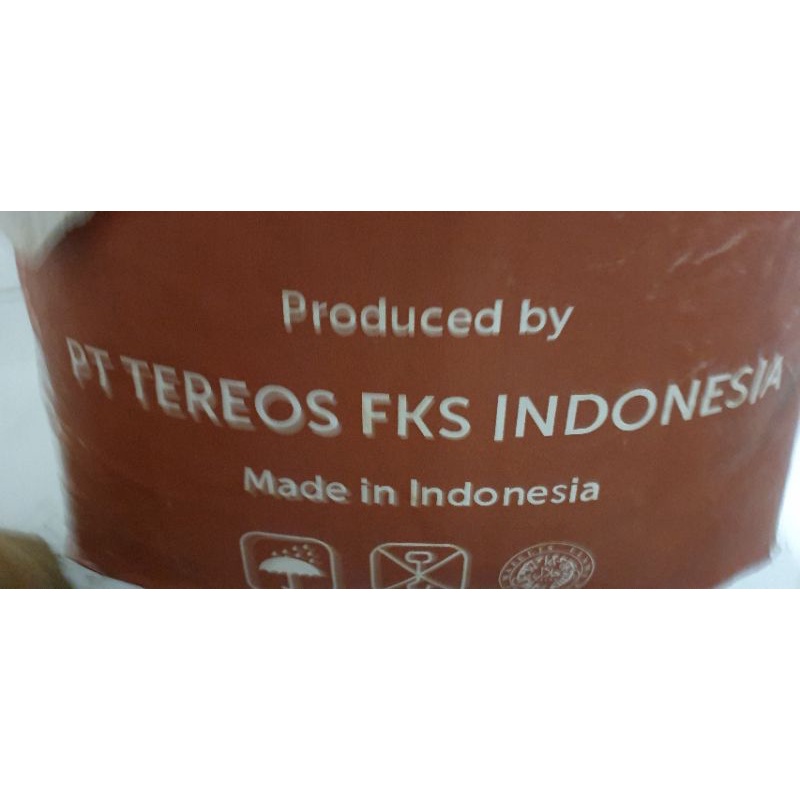 Produced by
PT TEREOS FKS INDONESIA
Made in Indonesia